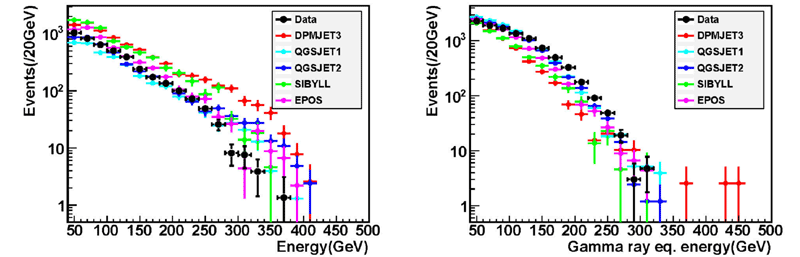 Events(/20GeV)
10³
10²
10
1
Data
DPMJET3
QGSJET1
QGSJET2
SIBYLL
EPOS
50 100 150 200 250 300 350 400 450 500
Energy(GeV)
Events(/20GeV)
10³
10²
10
1
Data
DPMJET3
QGSJET1
QGSJET2
SIBYLL
EPOS
50 100 150 200 250 300 350 400 450 500
Gamma ray eq. energy(GeV)